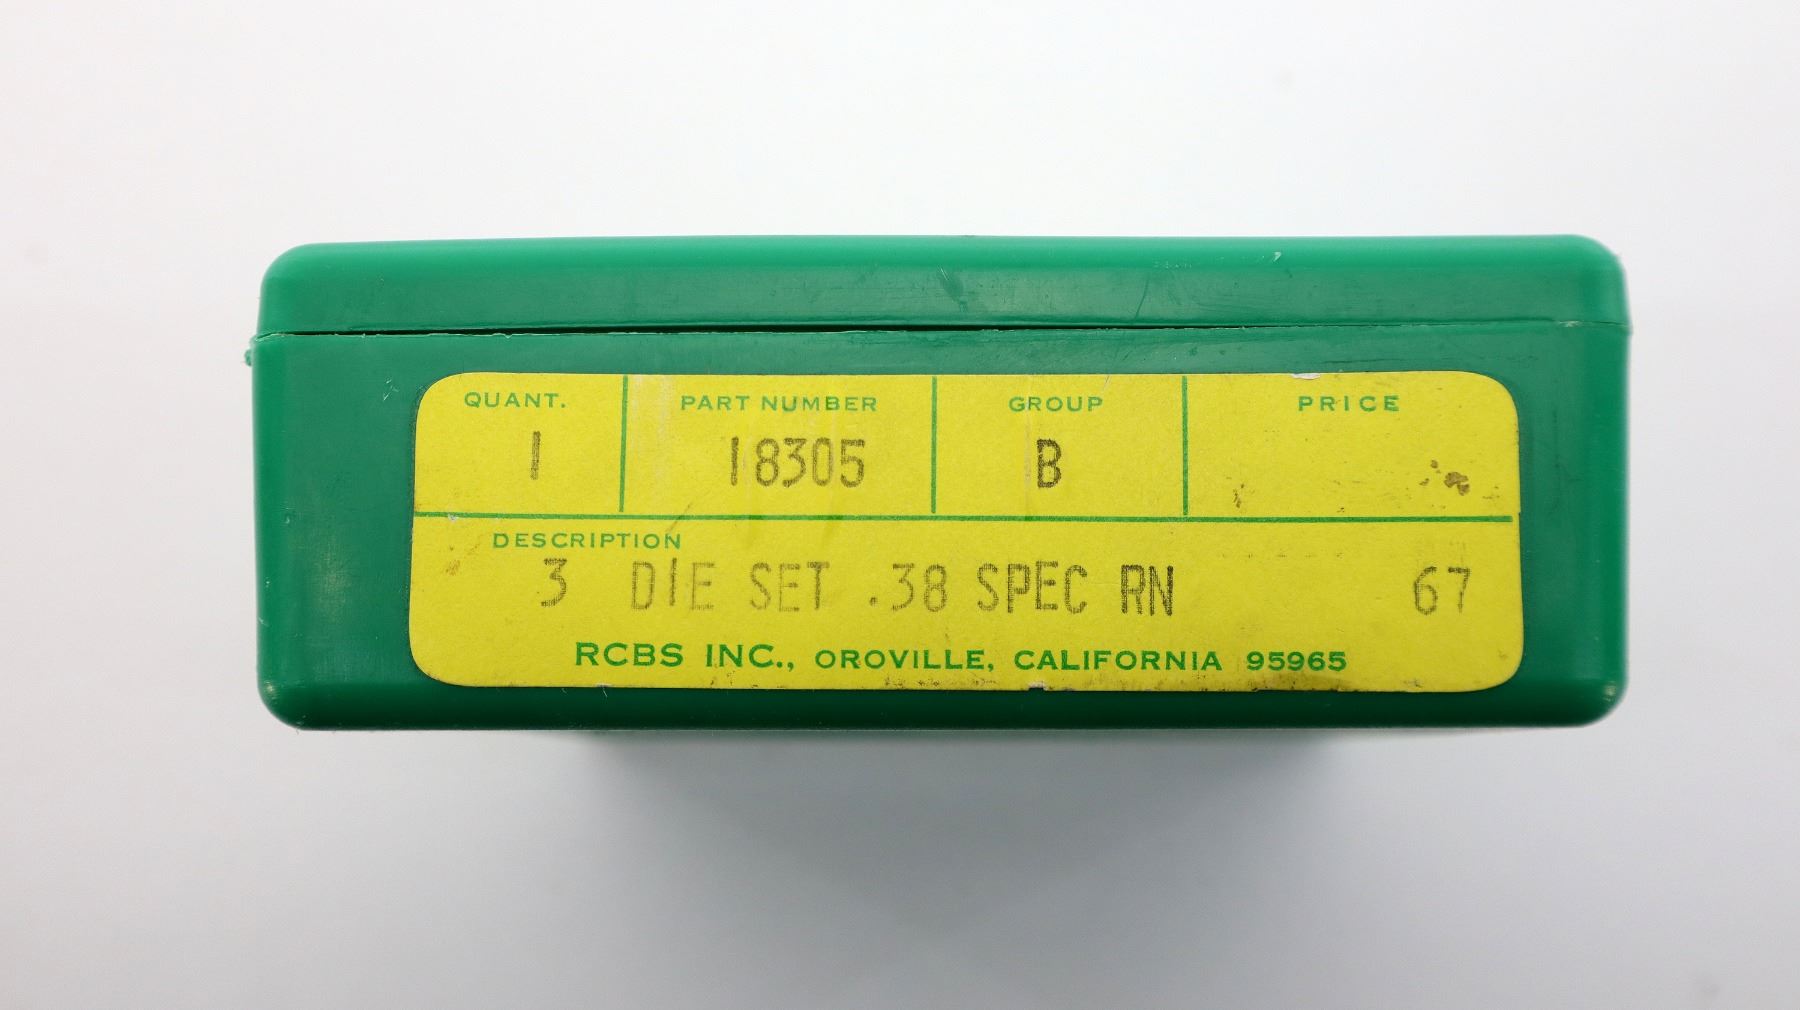 QUANT. PART NUMBER GROUP PRICE
1 18305 B
DESCRIPTION
3 DIE SET .38 SPEC RN 67
RCBS INC., OROVILLE, CALIFORNIA 95965